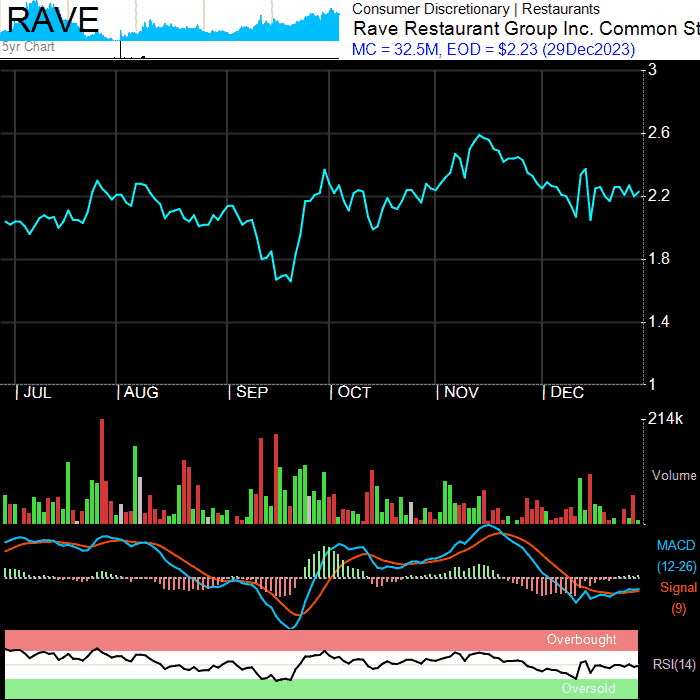 RAVE
5yr Chart
Consumer Discretionary | Restaurants
Rave Restaurant Group Inc. Common St
MC = 32.5M, EOD = $2.23 (29Dec2023)
3
2.6
2.2
1.8
1.4
1
JUL AUG SEP OCT NOV DEC
214k
Volume
MACD
(12-26)
Signal
(9)
Overbought
RSI(14)
Oversold